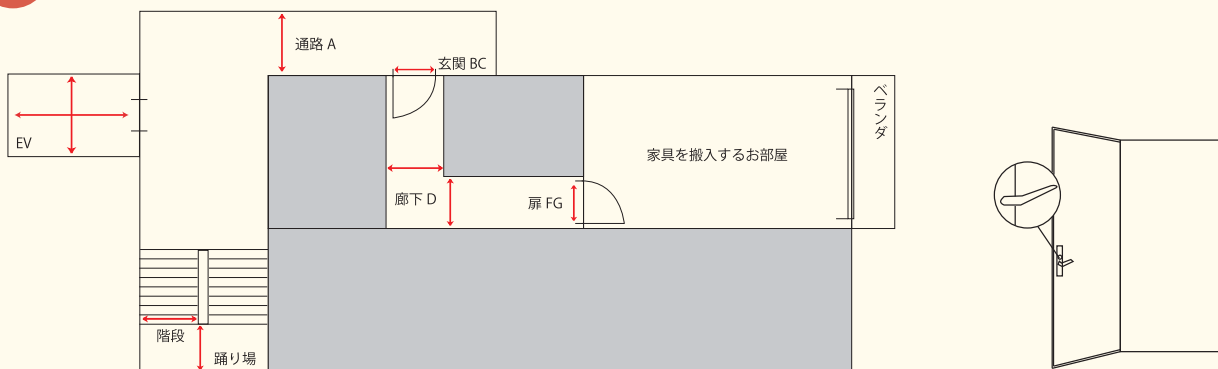 通路 A
玄関 BC
EV
ベランダ
家具を搬入するお部屋
廊下 D
扉 FG
階段
踊り場